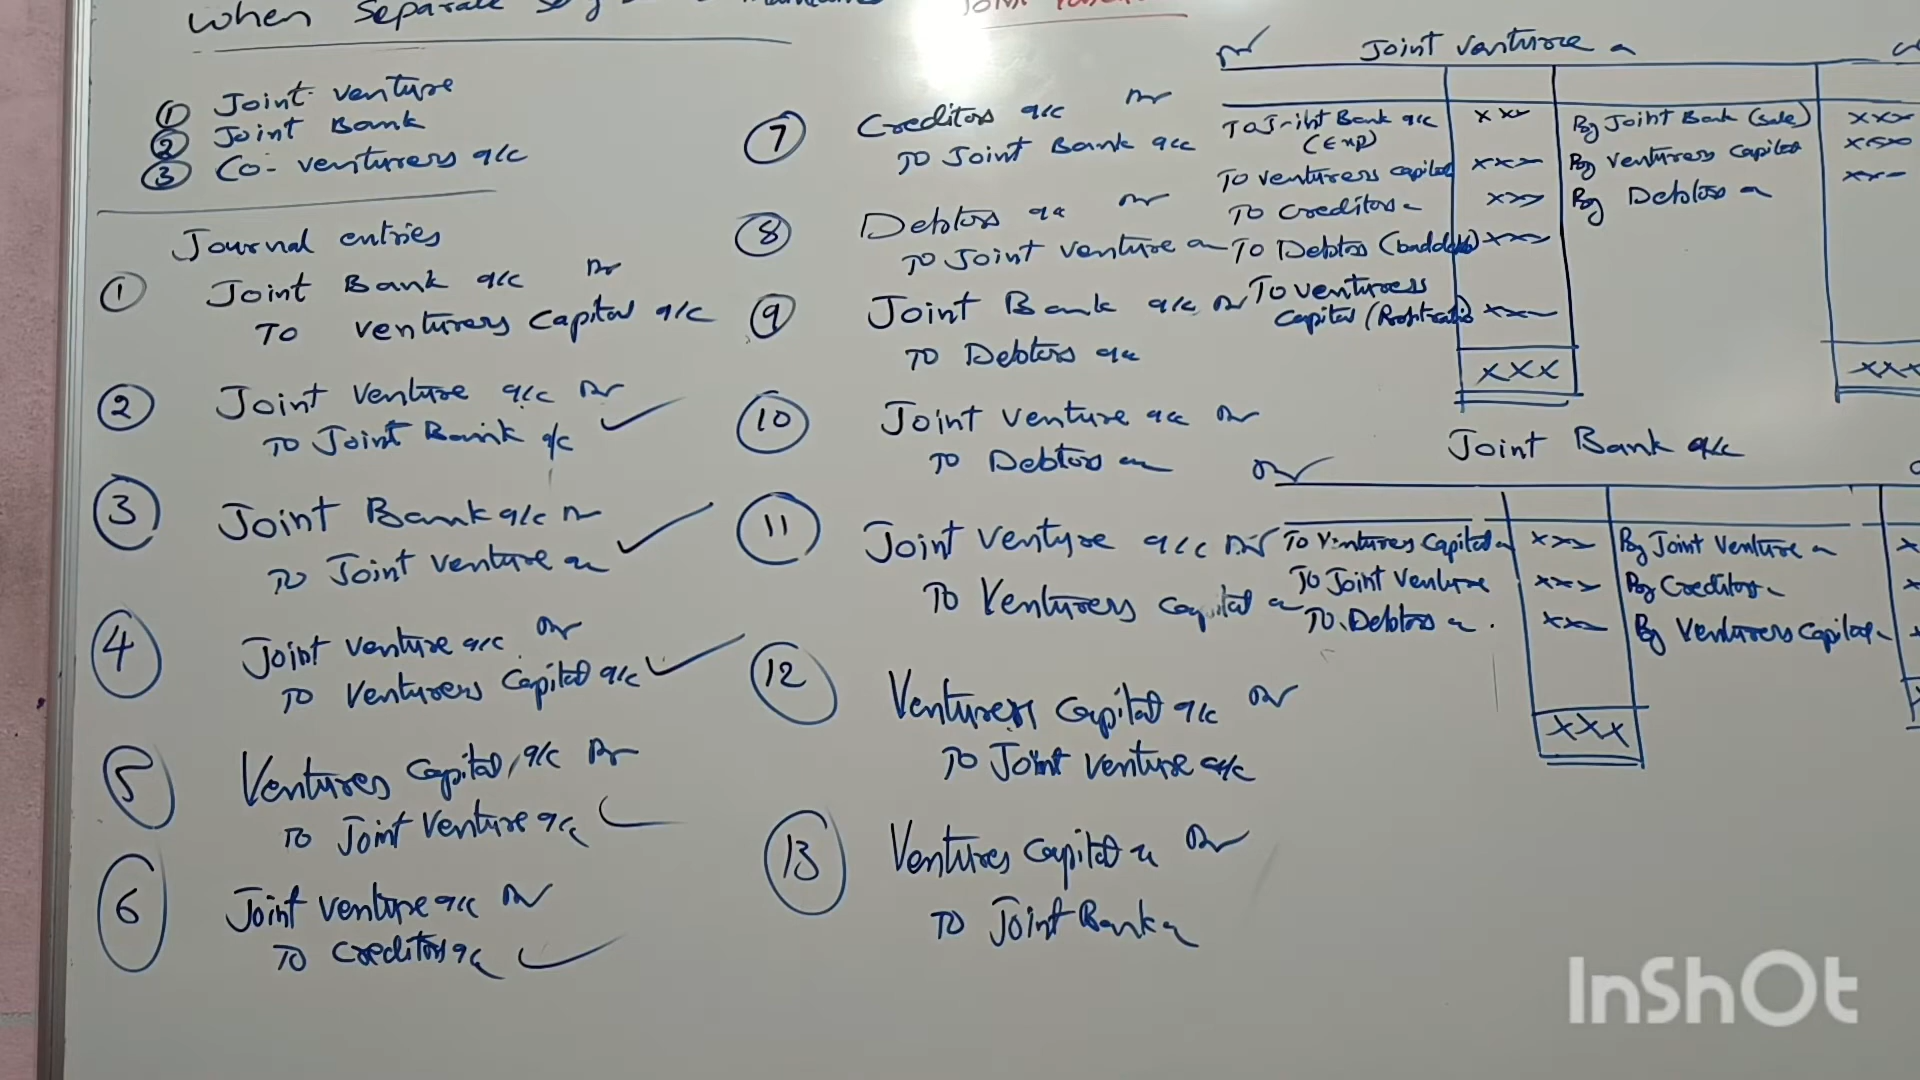 When Separate
① Joint venture
② Joint Bank
③ Co-venturers a/c
Journal entries
① Joint Bank a/c Dr
To venturers Capital a/c
② Joint Venture a/c Dr
To Joint Bank a/c
③ Joint Bank a/c Dr
To Joint venture a/c
④ Joint venture a/c Dr
To Venturers Capital a/c
⑤ Ventures Capital a/c Dr
To Joint Venture a/c
⑥ Joint venture a/c Dr
To Creditors a/c
⑦ Creditors a/c Dr
To Joint Bank a/c
⑧ Debtors a/c Dr
To Joint venture a/c
⑨ Joint Bank a/c Dr
To Debtors a/c
⑩ Joint venture a/c Dr
To Debtors a/c
⑪ Joint Venture a/c Dr
To Venturers Capital a/c
⑫ Venturers Capital a/c Dr
To Joint venture a/c
⑬ Ventures Capital a/c Dr
To Joint Bank a/c
Dr Joint venture a/c
To Joint Bank a/c xxx By Joint Bank (sale) xxx
(Exp)
To venturers capital xxx By Venturers Capital xxx
To Creditors a/c xxx By Debtors a/c xxx
To Debtors (baddebts) xxx
To venturers
Capital (Profit ratio) xxx
xxx xxx
Joint Bank a/c
Dr
To Ventures Capital a/c xxx By Joint Venture a/c
To Joint Venture xxx By Creditors a/c
To Debtors a/c xxx By Venturers Capital a/c
xxx
InShOt